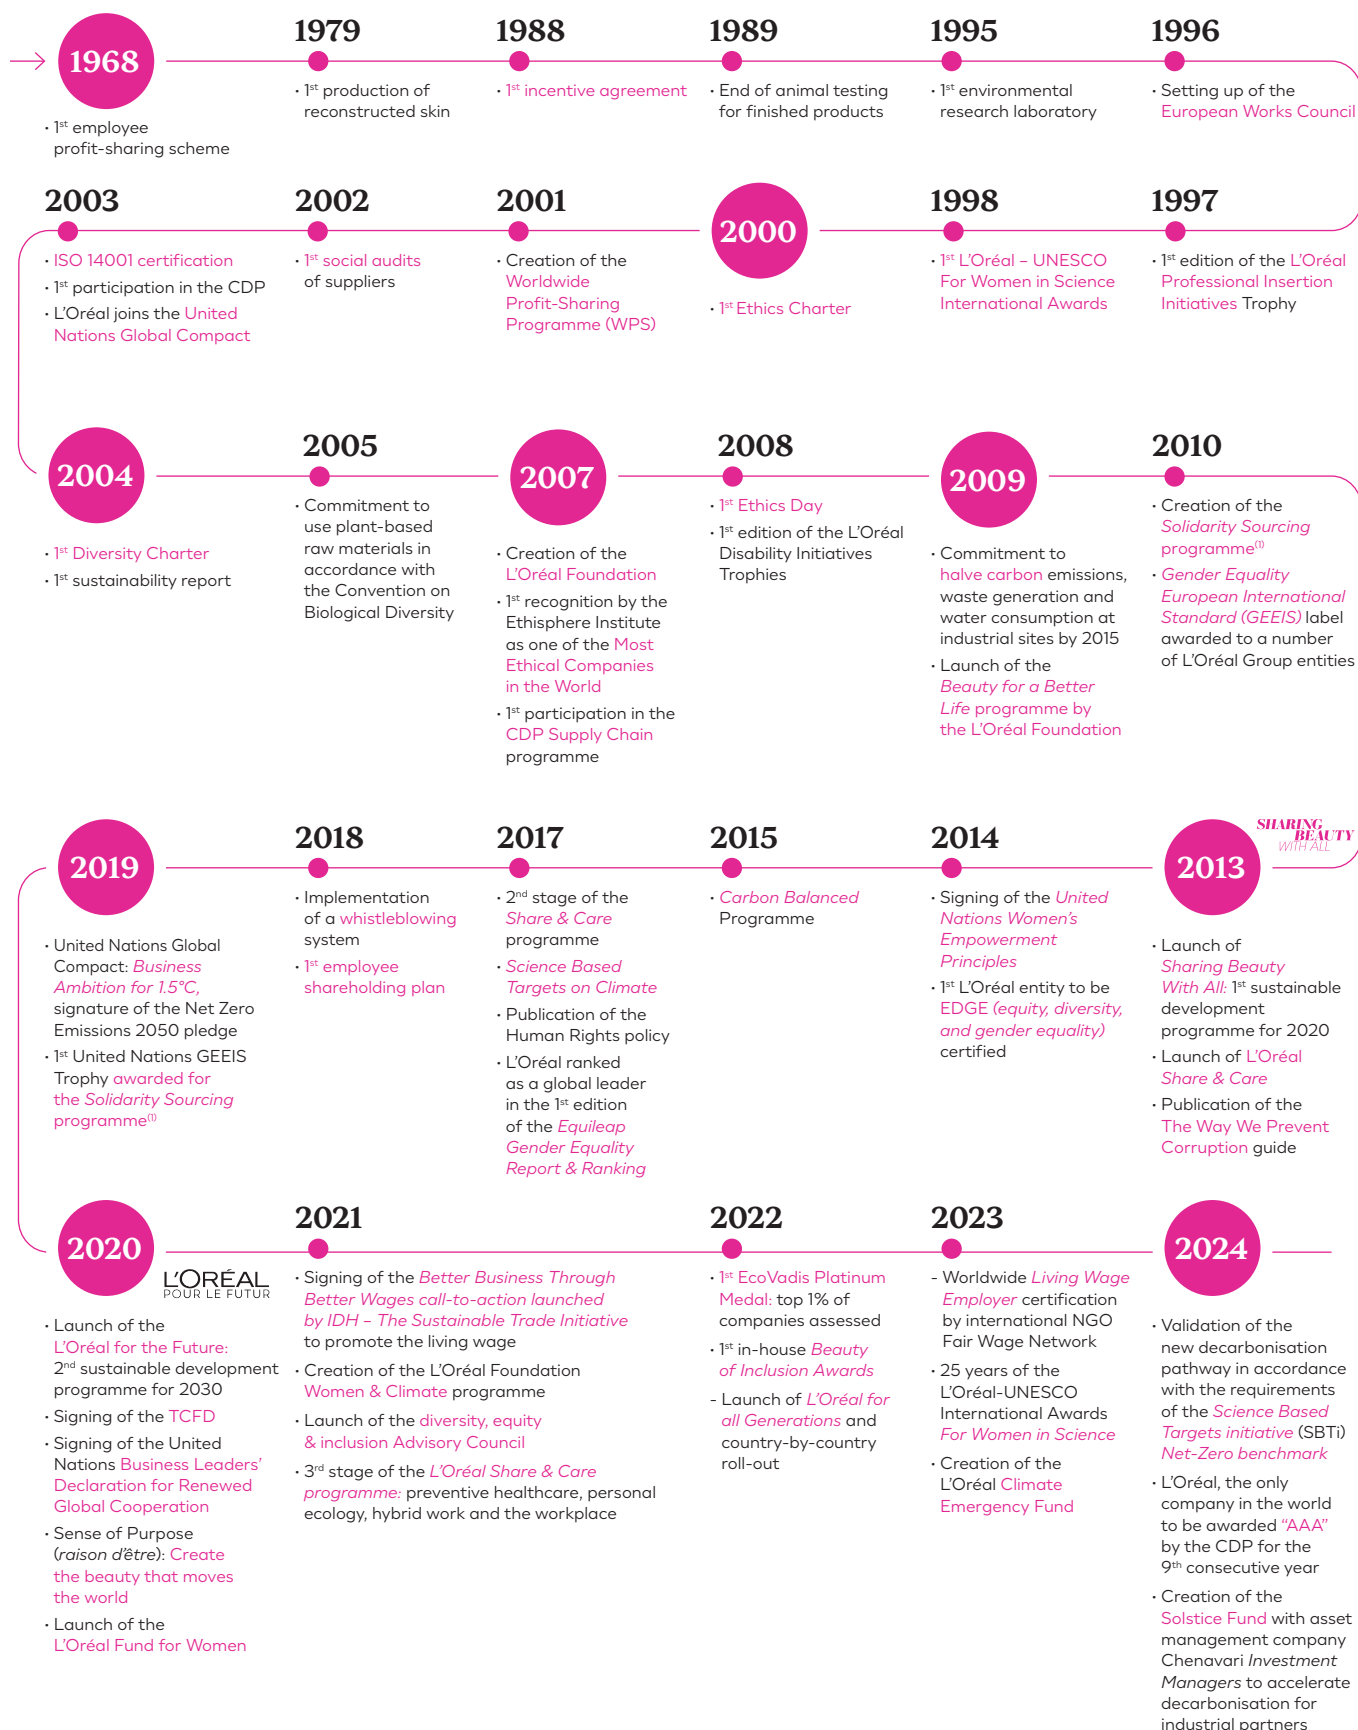 1968
· 1st employee
profit-sharing scheme
1979
· 1st production of
reconstructed skin
1988
· 1st incentive agreement
1989
· End of animal testing
for finished products
1995
· 1st environmental
research laboratory
1996
· Setting up of the
European Works Council
2003
· ISO 14001 certification
· 1st participation in the CDP
· L'Oréal joins the United
Nations Global Compact
2002
· 1st social audits
of suppliers
2001
· Creation of the
Worldwide
Profit-Sharing
Programme (WPS)
2000
· 1st Ethics Charter
1998
· 1st L'Oréal – UNESCO
For Women in Science
International Awards
1997
· 1st edition of the L'Oréal
Professional Insertion
Initiatives Trophy
2004
· 1st Diversity Charter
· 1st sustainability report
2005
· Commitment to
use plant-based
raw materials in
accordance with
the Convention on
Biological Diversity
2007
· Creation of the
L'Oréal Foundation
· 1st recognition by the
Ethisphere Institute
as one of the Most
Ethical Companies
in the World
· 1st participation in the
CDP Supply Chain
programme
2008
· 1st Ethics Day
· 1st edition of the L'Oréal
Disability Initiatives
Trophies
2009
· Commitment to
halve carbon emissions,
waste generation and
water consumption at
industrial sites by 2015
· Launch of the
Beauty for a Better
Life programme by
the L'Oréal Foundation
2010
· Creation of the
Solidarity Sourcing
programme(1)
· Gender Equality
European International
Standard (GEEIS) label
awarded to a number
of L'Oréal Group entities
2019
· United Nations Global
Compact: Business
Ambition for 1.5°C,
signature of the Net Zero
Emissions 2050 pledge
· 1st United Nations GEEIS
Trophy awarded for
the Solidarity Sourcing
programme(1)
2018
· Implementation
of a whistleblowing
system
· 1st employee
shareholding plan
2017
· 2nd stage of the
Share & Care
programme
· Science Based
Targets on Climate
· Publication of the
Human Rights policy
· L'Oréal ranked
as a global leader
in the 1st edition
of the Equileap
Gender Equality
Report & Ranking
2015
· Carbon Balanced
Programme
2014
· Signing of the United
Nations Women's
Empowerment
Principles
· 1st L'Oréal entity to be
EDGE (equity, diversity,
and gender equality)
certified
SHARING
BEAUTY
WITH ALL
2013
· Launch of
Sharing Beauty
With All: 1st sustainable
development
programme for 2020
· Launch of L'Oréal
Share & Care
· Publication of the
The Way We Prevent
Corruption guide
2020
L'ORÉAL
POUR LE FUTUR
· Launch of the
L'Oréal for the Future:
2nd sustainable development
programme for 2030
· Signing of the TCFD
· Signing of the United
Nations Business Leaders'
Declaration for Renewed
Global Cooperation
· Sense of Purpose
(raison d'être): Create
the beauty that moves
the world
· Launch of the
L'Oréal Fund for Women
2021
· Signing of the Better Business Through
Better Wages call-to-action launched
by IDH – The Sustainable Trade Initiative
to promote the living wage
· Creation of the L'Oréal Foundation
Women & Climate programme
· Launch of the diversity, equity
& inclusion Advisory Council
· 3rd stage of the L'Oréal Share & Care
programme: preventive healthcare, personal
ecology, hybrid work and the workplace
2022
· 1st EcoVadis Platinum
Medal: top 1% of
companies assessed
· 1st in-house Beauty
of Inclusion Awards
- Launch of L'Oréal for
all Generations and
country-by-country
roll-out
2023
- Worldwide Living Wage
Employer certification
by international NGO
Fair Wage Network
· 25 years of the
L'Oréal-UNESCO
International Awards
For Women in Science
· Creation of the
L'Oréal Climate
Emergency Fund
2024
· Validation of the
new decarbonisation
pathway in accordance
with the requirements
of the Science Based
Targets initiative (SBTi)
Net-Zero benchmark
· L'Oréal, the only
company in the world
to be awarded “AAA”
by the CDP for the
9th consecutive year
· Creation of the
Solstice Fund with asset
management company
Chenavari Investment
Managers to accelerate
decarbonisation for
industrial partners